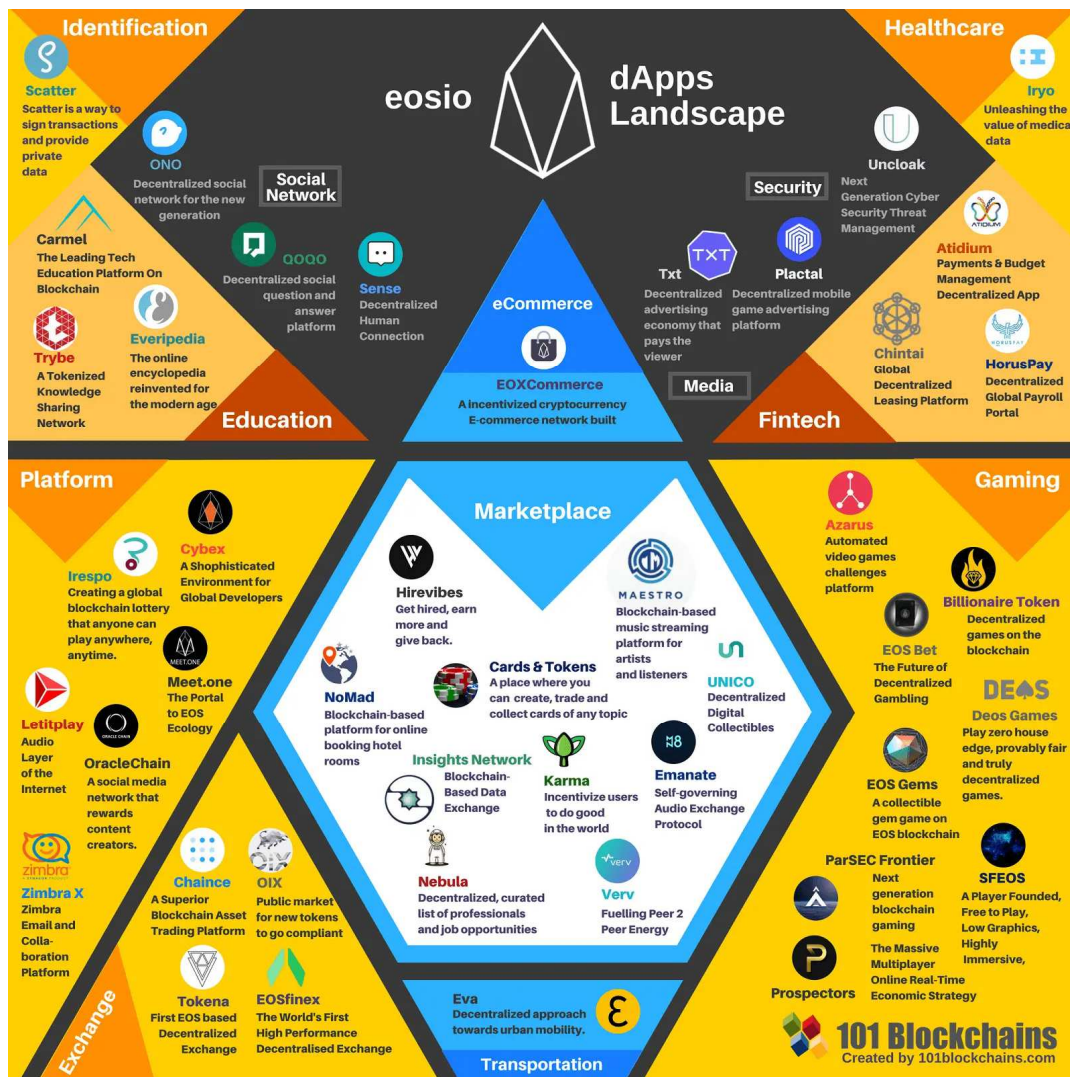 Identification
Scatter
Scatter is a way to
sign transactions
and provide
private
data
eosio
dApps
Landscape
Healthcare
Iryo
Unleashing the
value of medica
data
ONO
Decentralized social
network for the new
generation
Social
Network
QOQO
Decentralized social
question and
answer
platform
Sense
Decentralized
Human
Connection
Security
Uncloak
Next
Generation Cyber
Security Threat
Management
TXT
Txt
Decentralized
advertising
economy that
pays the
viewer
Plactal
Decentralized mobile
game advertising
platform
Media
Carmel
The Leading Tech
Education Platform On
Blockchain
Trybe
A Tokenized
Knowledge
Sharing
Network
Everipedia
The online
encyclopedia
reinvented for
the modern age
Education
eCommerce
EOXCommerce
A incentivized cryptocurrency
E-commerce network built
ATIDIUM
Atidium
Payments & Budget
Management
Decentralized App
Chintai
Global
Decentralized
Leasing Platform
HORUSPAY
HorusPay
Decentralized
Global Payroll
Portal
Fintech
Platform
Cybex
A Shophisticated
Environment for
Global Developers
Irespo
Creating a global
blockchain lottery
that anyone can
play anywhere,
anytime.
MEET.ONE
Meet.one
The Portal
to EOS
Ecology
Letitplay
Audio
Layer
of the
Internet
ORACLE CHAIN
OracleChain
A social media
network that
rewards
content
creators.
zimbra
Zimbra X
Zimbra
Email and
Colla-
boration
Platform
Marketplace
Hirevibes
Get hired, earn
more and
give back.
MAESTRO
Blockchain-based
music streaming
platform for
artists
and listeners
NoMad
Blockchain-based
platform for online
booking hotel
rooms
Cards & Tokens
A place where you
can create, trade and
collect cards of any topic
UNICO
Decentralized
Digital
Collectibles
Insights Network
Blockchain-
Based Data
Exchange
Karma
Incentivize users
to do good
in the world
Emanate
Self-governing
Audio Exchange
Protocol
Nebula
Decentralized, curated
list of professionals
and job opportunities
verv
Verv
Fuelling Peer 2
Peer Energy
Gaming
Azarus
Automated
video games
challenges
platform
Billionaire Token
Decentralized
games on the
blockchain
EOS Bet
The Future of
Decentralized
Gambling
DE♠S
Deos Games
Play zero house
edge, provably fair
and truly
decentralized
games.
EOS Gems
A collectible
gem game on
EOS blockchain
ParSEC Frontier
Next
generation
blockchain
gaming
SFEOS
A Player Founded,
Free to Play,
Low Graphics,
Highly
Immersive,
Prospectors
The Massive
Multiplayer
Online Real-Time
Economic Strategy
Exchange
Chaince
A Superior
Blockchain Asset
Trading Platform
OIX
OIX
Public market
for new tokens
to go compliant
Tokena
First EOS based
Decentralized
Exchange
EOSfinex
The World's First
High Performance
Decentralised Exchange
Eva
Decentralized approach
towards urban mobility.
Transportation
101 Blockchains
Created by 101blockchains.com